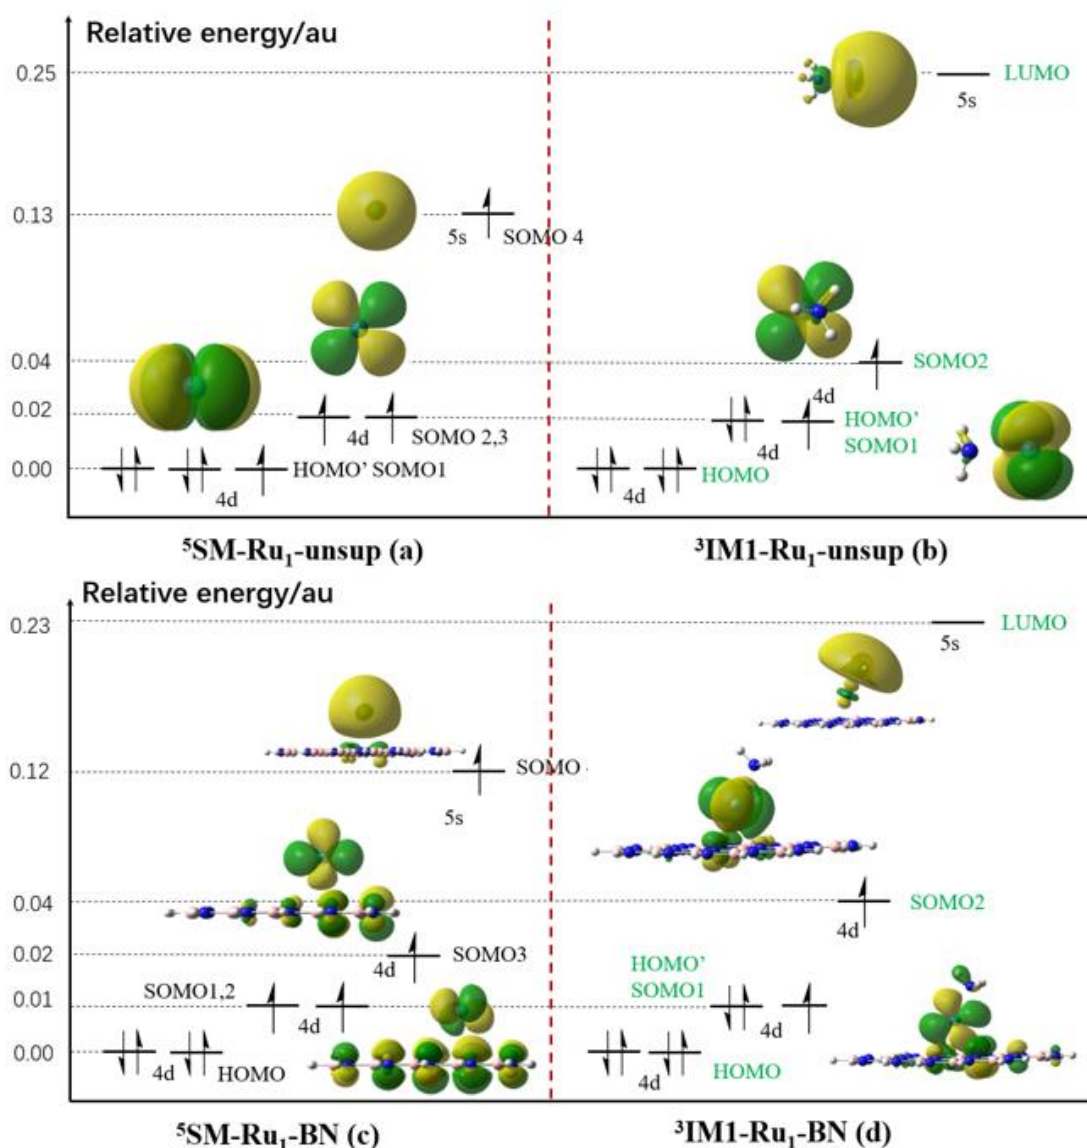 Relative energy/au
0.25
0.13
0.04
0.02
0.00
5s
SOMO 4
4d
SOMO 2,3
HOMO’ SOMO1
4d
LUMO
5s
SOMO2
4d
HOMO’
SOMO1
4d
HOMO
4d
⁵SM-Ru₁-unsup (a)
³IM1-Ru₁-unsup (b)
Relative energy/au
0.23
0.12
0.04
0.02
0.01
0.00
SOMO
5s
SOMO3
4d
SOMO1,2
4d
4d
HOMO
LUMO
5s
SOMO2
4d
HOMO’
SOMO1
4d
HOMO
4d
⁵SM-Ru₁-BN (c)
³IM1-Ru₁-BN (d)